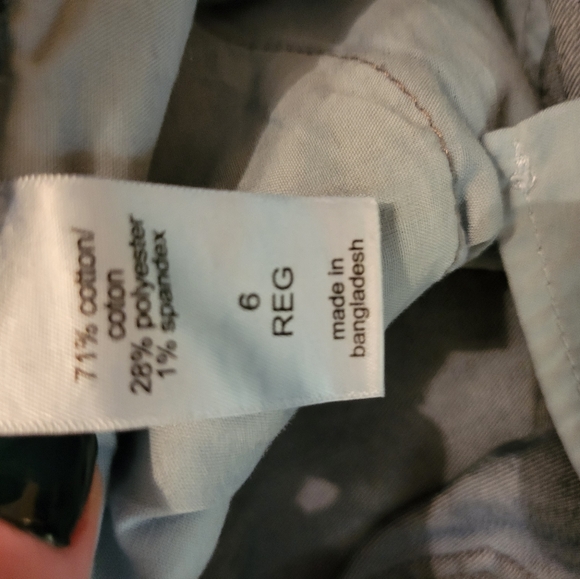 71% cotton/
coton
28% polyester
1% spandex
6
REG
made in
bangladesh